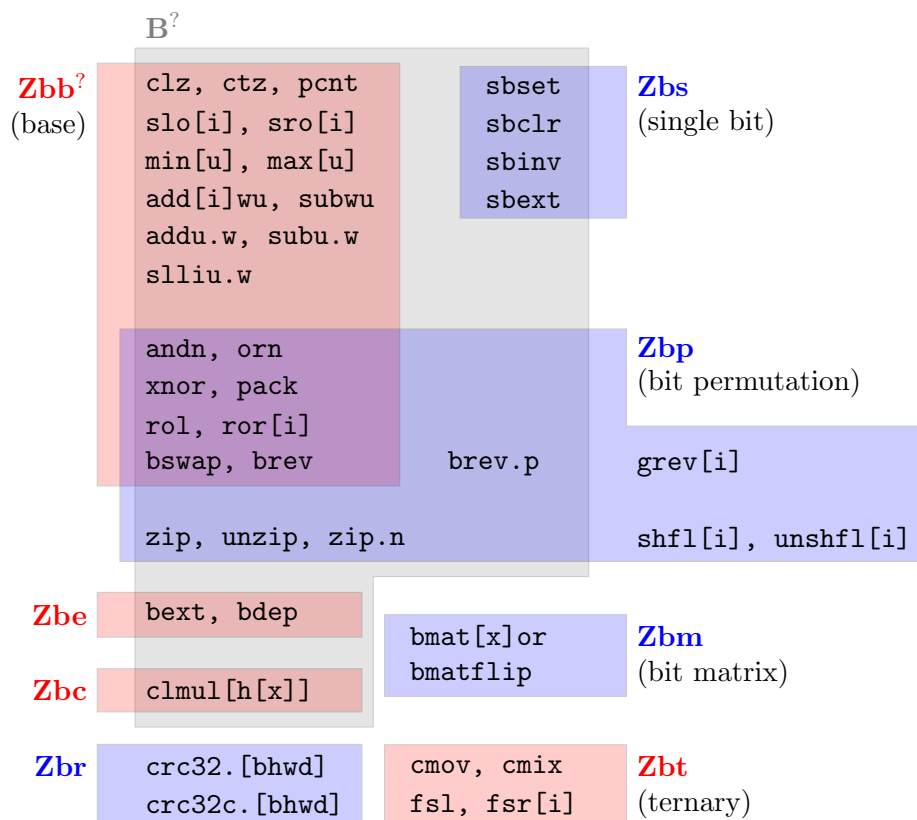 B?
Zbb? clz, ctz, pcnt sbset Zbs
(base) slo[i], sro[i] sbclr (single bit)
min[u], max[u] sbinv
add[i]wu, subwu sbext
addu.w, subu.w
slliu.w
andn, orn Zbp
xnor, pack (bit permutation)
rol, ror[i]
bswap, brev brev.p grev[i]
zip, unzip, zip.n shfl[i], unshfl[i]
Zbe bext, bdep
bmat[x]or Zbm
bmatflip (bit matrix)
Zbc clmul[h[x]]
Zbr crc32.[bhwd] cmov, cmix Zbt
crc32c.[bhwd] fsl, fsr[i] (ternary)